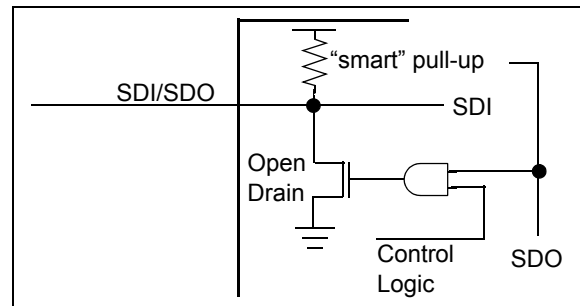 “smart” pull-up
SDI/SDO
SDI
Open
Drain
Control
Logic
SDO